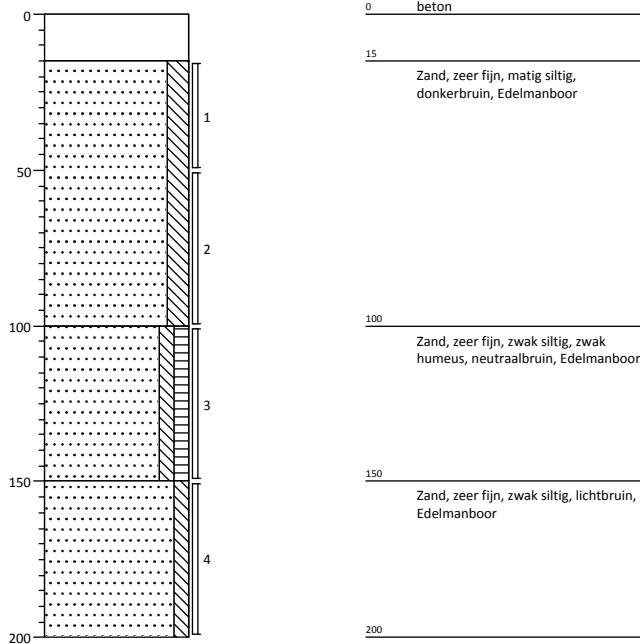 0
50
100
150
200
1
2
3
4
0
beton
15
Zand, zeer fijn, matig siltig,
donkerbruin, Edelmanboor
100
Zand, zeer fijn, zwak siltig, zwak
humeus, neutraalbruin, Edelmanboor
150
Zand, zeer fijn, zwak siltig, lichtbruin,
Edelmanboor
200